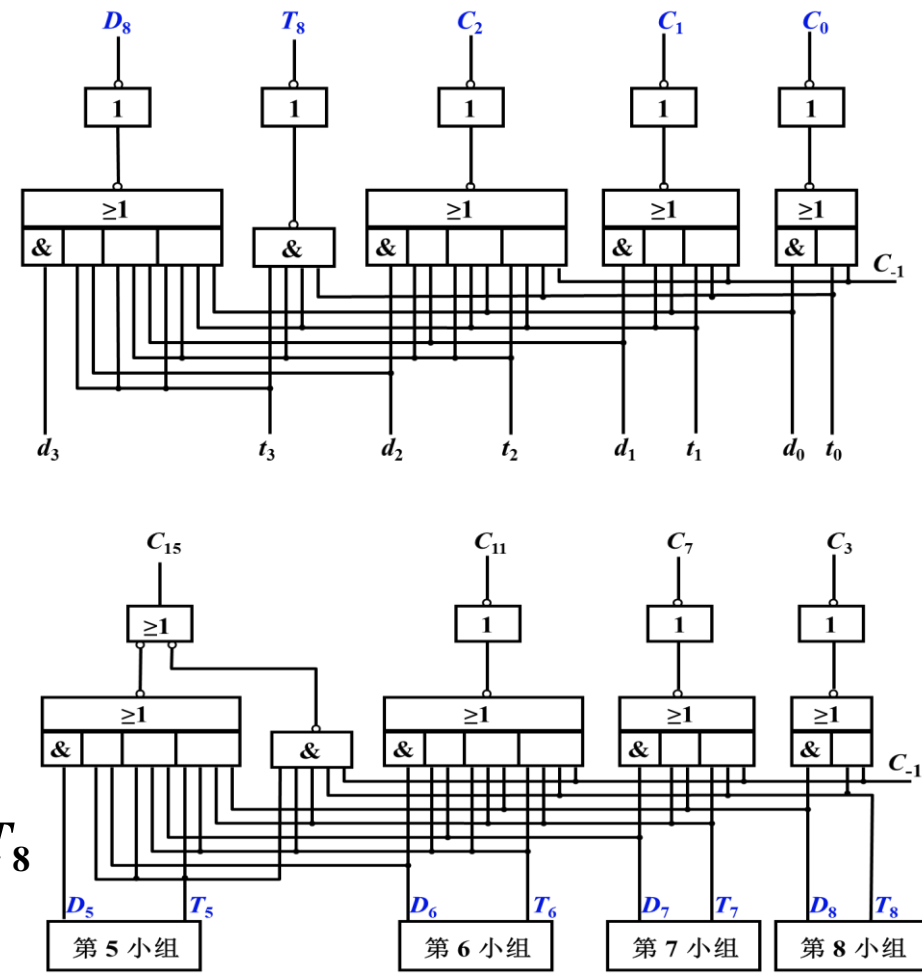 D₈ T₈ C₂ C₁ C₀
1 1 1 1 1
≥1 ≥1 ≥1 ≥1
& & & & &
C₋₁
d₃ t₃ d₂ t₂ d₁ t₁ d₀ t₀
C₁₅ C₁₁ C₇ C₃
≥1 1 1 1
≥1 ≥1 ≥1 ≥1
& & & & &
C₋₁
T₈
D₅ T₅ D₆ T₆ D₇ T₇ D₈ T₈
第 5 小组 第 6 小组 第 7 小组 第 8 小组